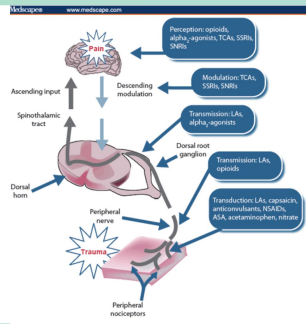 Medscape®
www.medscape.com
Pain
Perception: opioids,
alpha₂-agonists, TCAs, SSRIs,
SNRIs
Ascending input
Descending
modulation
Modulation: TCAs,
SSRIs, SNRIs
Spinothalamic
tract
Transmission: LAs,
alpha₂-agonists
Dorsal root
ganglion
Transmission: LAs,
opioids
Dorsal
horn
Transduction: LAs, capsaicin,
anticonvulsants, NSAIDs,
ASA, acetaminophen, nitrate
Peripheral
nerve
Trauma
Peripheral
nociceptors